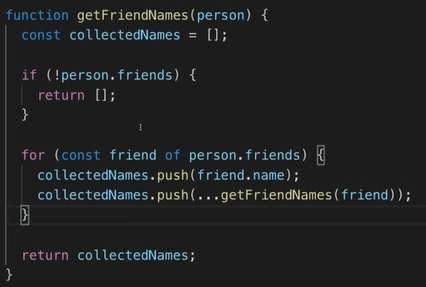 function getFriendNames(person) {
  const collectedNames = [];

  if (!person.friends) {
    return [];
  }

  for (const friend of person.friends) {
    collectedNames.push(friend.name);
    collectedNames.push(...getFriendNames(friend));
  }

  return collectedNames;
}